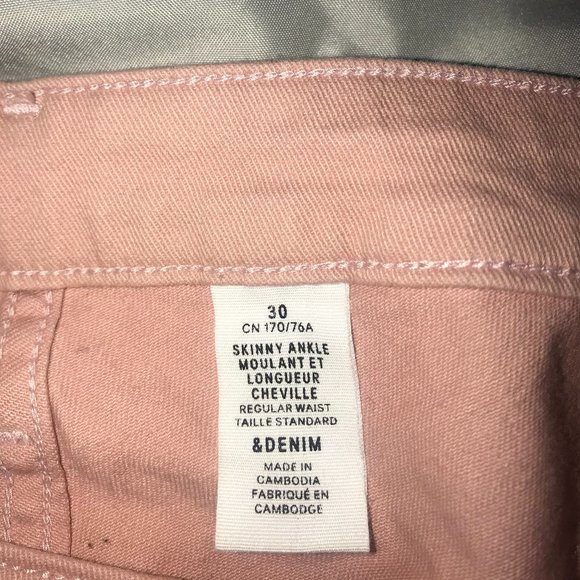 30
CN 170/76A
SKINNY ANKLE
MOULANT ET
LONGUEUR
CHEVILLE
REGULAR WAIST
TAILLE STANDARD
&DENIM
MADE IN
CAMBODIA
FABRIQUÉ EN
CAMBODGE